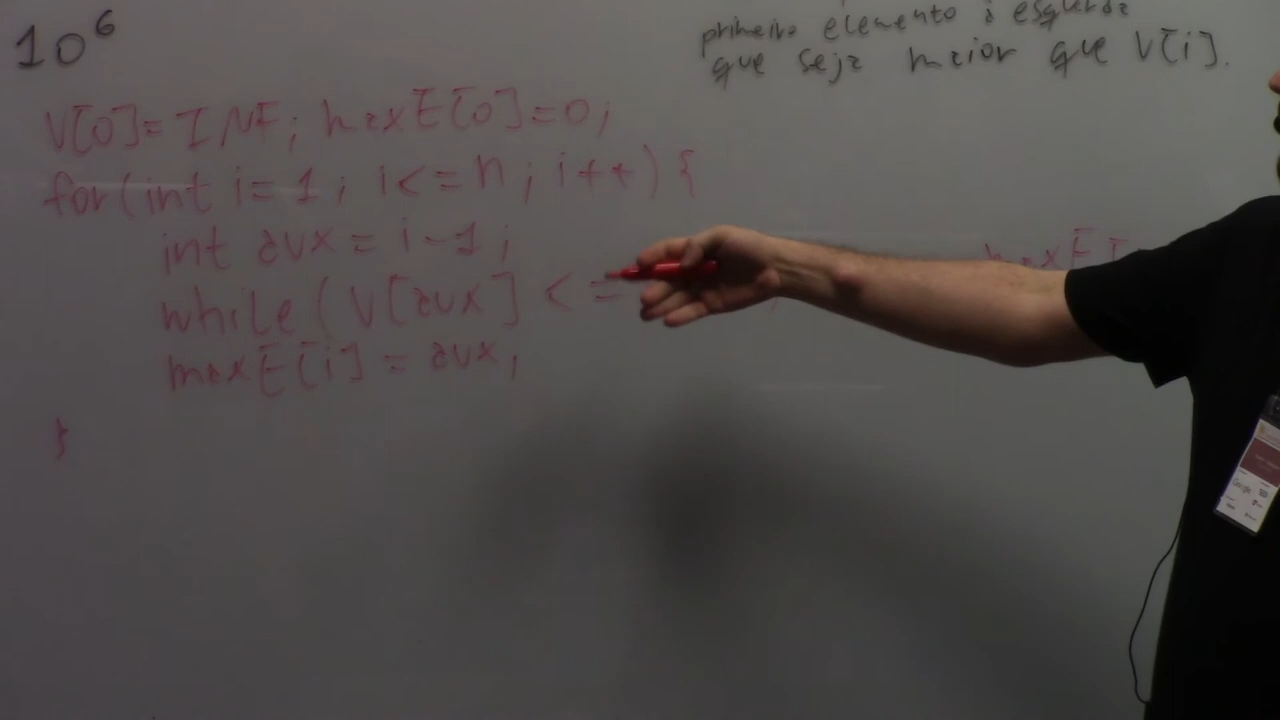 10⁶
primeiro elemento à esquerda
que seja maior que V[i].
V[0]=INF; maxE[0]=0;
for(int i=1; i<=n; i++){
int aux = i-1;
while(V[aux] <=
maxE[
maxE[i] = aux;
}
Google